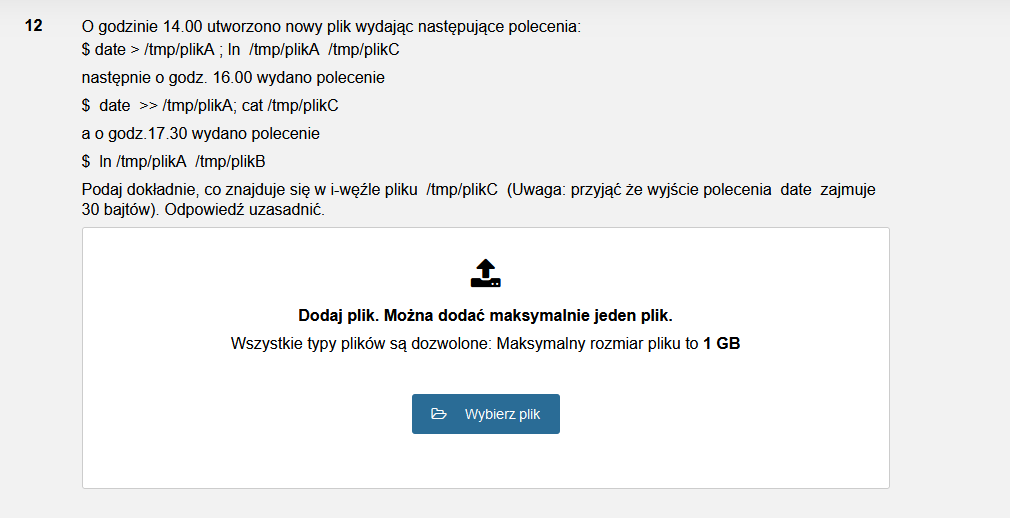 12
O godzinie 14.00 utworzono nowy plik wydając następujące polecenia:
$ date > /tmp/plikA ; ln /tmp/plikA /tmp/plikC
następnie o godz. 16.00 wydano polecenie
$ date >> /tmp/plikA; cat /tmp/plikC
a o godz.17.30 wydano polecenie
$ ln /tmp/plikA /tmp/plikB
Podaj dokładnie, co znajduje się w i-węźle pliku /tmp/plikC (Uwaga: przyjąć że wyjście polecenia date zajmuje
30 bajtów). Odpowiedź uzasadnić.
Dodaj plik. Można dodać maksymalnie jeden plik.
Wszystkie typy plików są dozwolone: Maksymalny rozmiar pliku to 1 GB
Wybierz plik